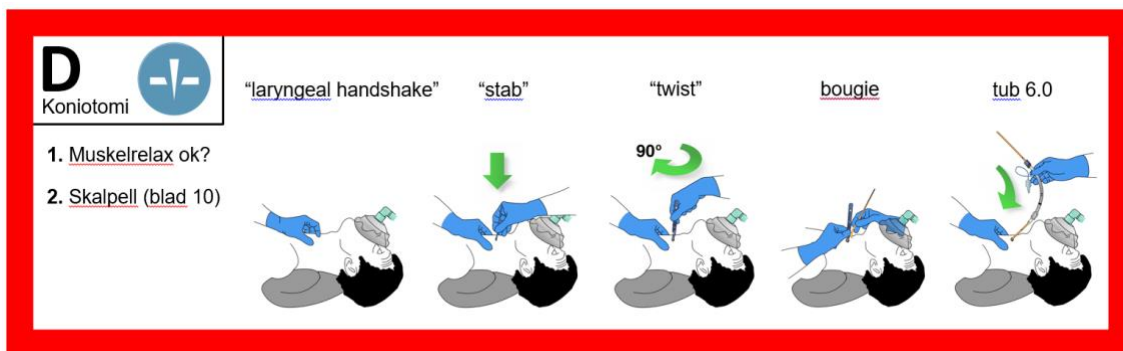 D
Koniotomi
1. Muskelrelax ok?
2. Skalpell (blad 10)
“laryngeal handshake”
“stab”
“twist”
bougie
tub 6.0
90°